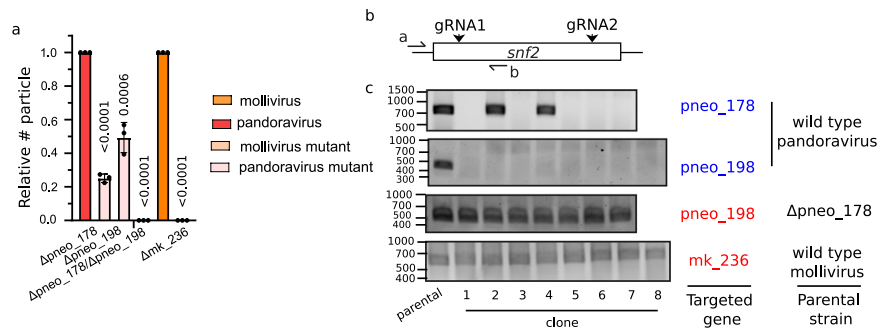 a
Relative # particle
1.0
0.8
0.6
0.4
0.2
0.0
<0.0001
0.0006
<0.0001
<0.0001
Δpneo_178
Δpneo_198
Δpneo_178/Δpneo_198
Δmk_236
mollivirus
pandoravirus
mollivirus mutant
pandoravirus mutant
b
gRNA1 gRNA2
a
snf2
b
c
1500
1000
700
500
pneo_178
wild type
pandoravirus
1000
700
500
400
300
pneo_198
1000
700
500
400
pneo_198
Δpneo_178
1000
700
500
400
mk_236
wild type
mollivirus
parental 1 2 3 4 5 6 7 8
clone
Targeted
gene
Parental
strain